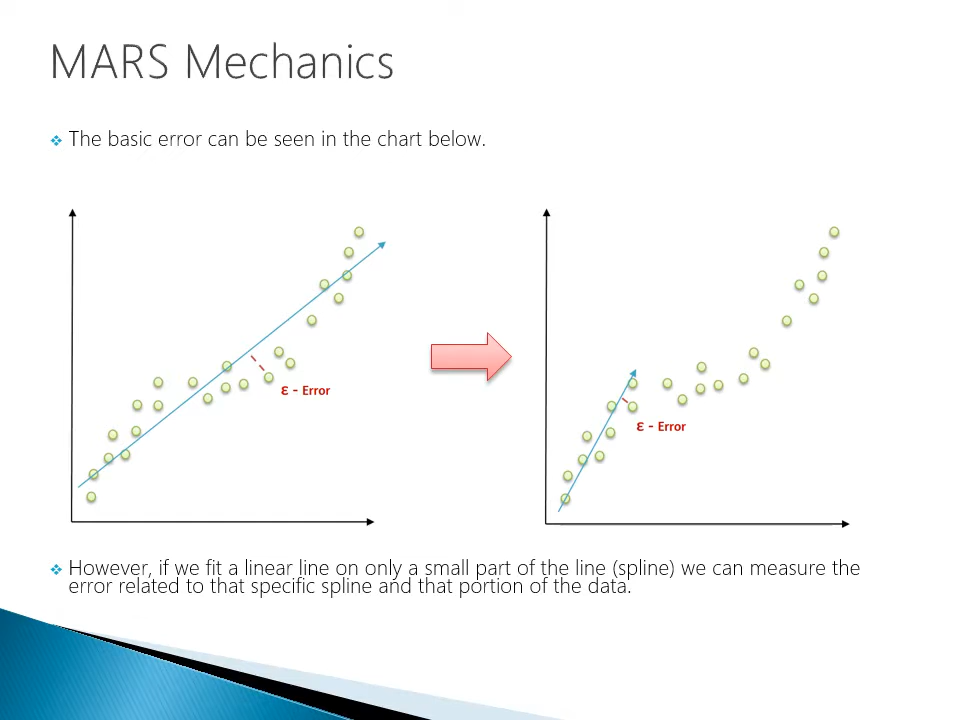 MARS Mechanics
The basic error can be seen in the chart below.
ε - Error
ε - Error
However, if we fit a linear line on only a small part of the line (spline) we can measure the
error related to that specific spline and that portion of the data.